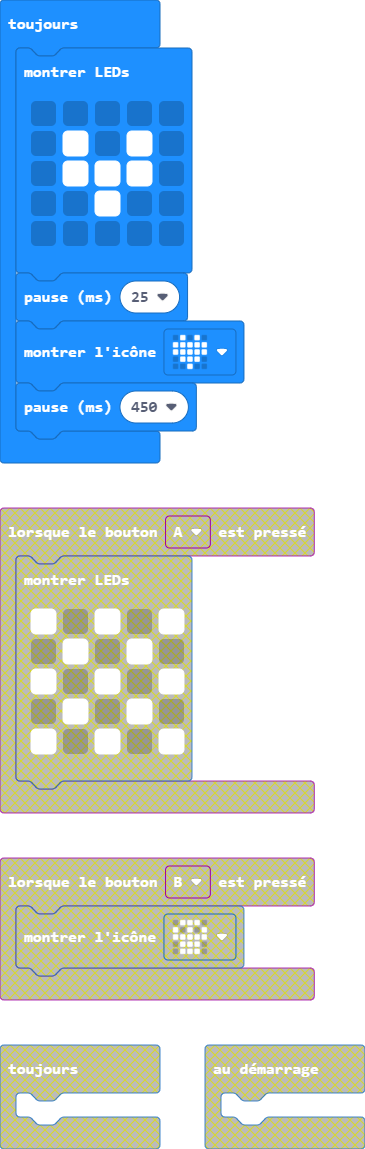 toujours
montrer LEDs
pause (ms) 25
montrer l'icône
pause (ms) 450
lorsque le bouton A est pressé
montrer LEDs
lorsque le bouton B est pressé
montrer l'icône
toujours
au démarrage